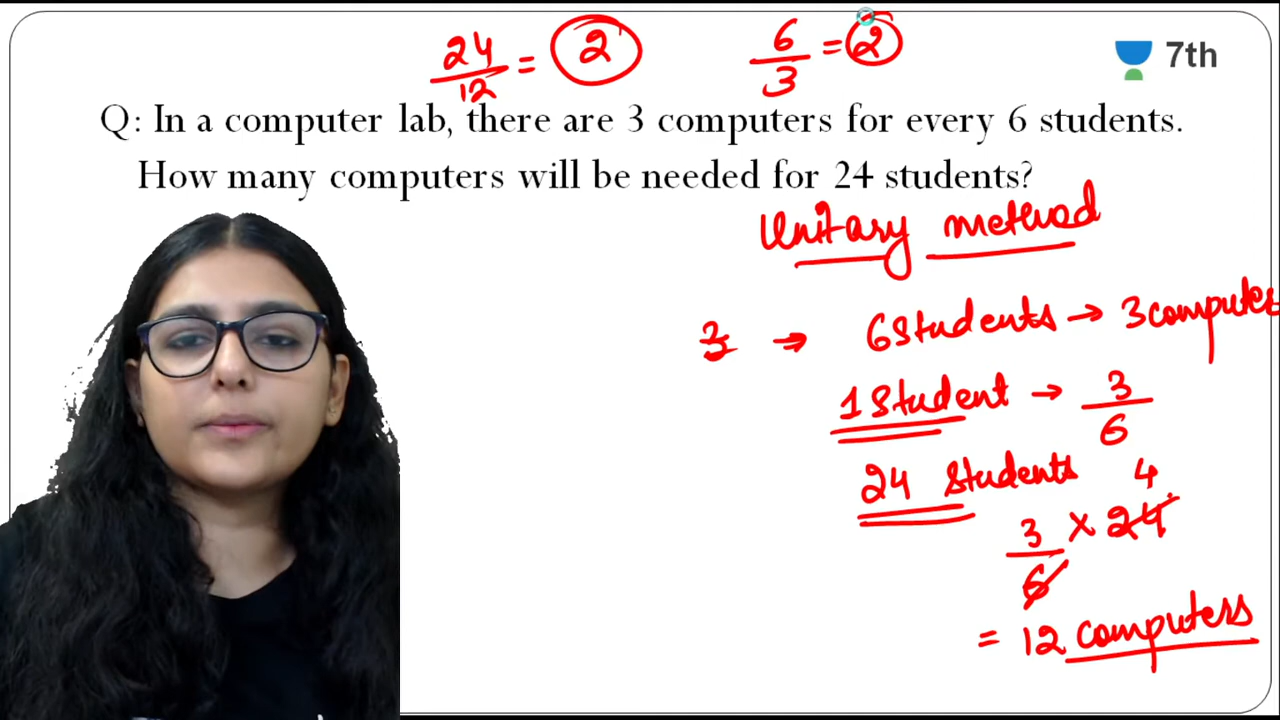 24/12 = 2
6/3 = 2
7th
Q: In a computer lab, there are 3 computers for every 6 students.
How many computers will be needed for 24 students?
Unitary method
→ 6 Students → 3 compute
1 Student → 3/6
24 Students
4
3/6 × 24
= 12 computers